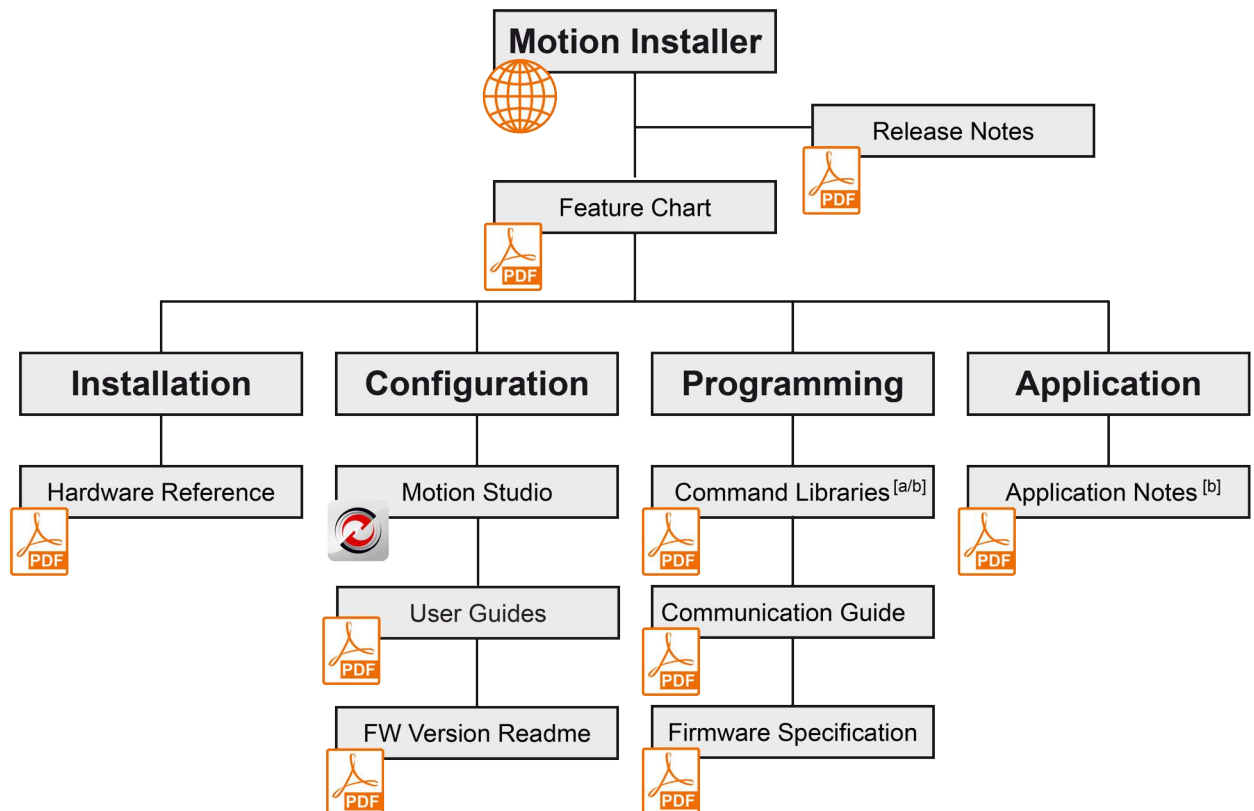 Motion Installer
Release Notes
PDF
Feature Chart
PDF
Installation
Configuration
Programming
Application
Hardware Reference
Motion Studio
Command Libraries [a/b]
Application Notes [b]
PDF
PDF
PDF
User Guides
Communication Guide
PDF
PDF
FW Version Readme
Firmware Specification
PDF
PDF